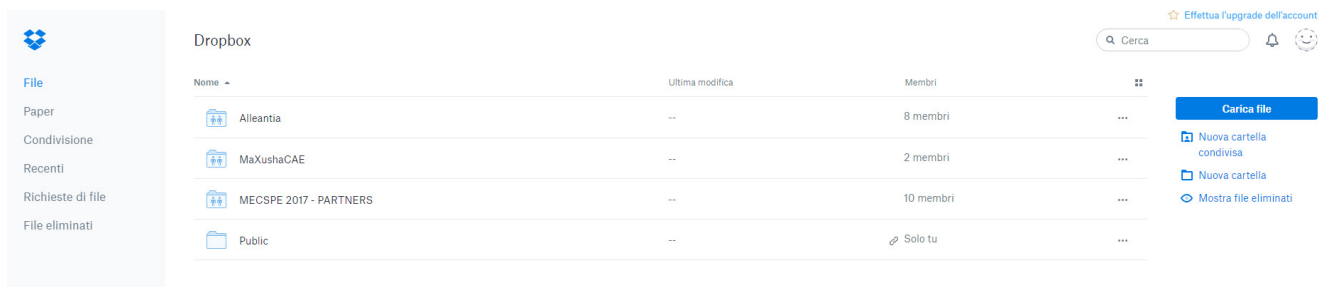 Effettua l'upgrade dell'account
Dropbox
Cerca
File
Paper
Condivisione
Recenti
Richieste di file
File eliminati
Nome
Ultima modifica
Membri
Alleantia
--
8 membri
MaXushaCAE
--
2 membri
MECSPE 2017 - PARTNERS
--
10 membri
Public
--
Solo tu
Carica file
Nuova cartella
condivisa
Nuova cartella
Mostra file eliminati